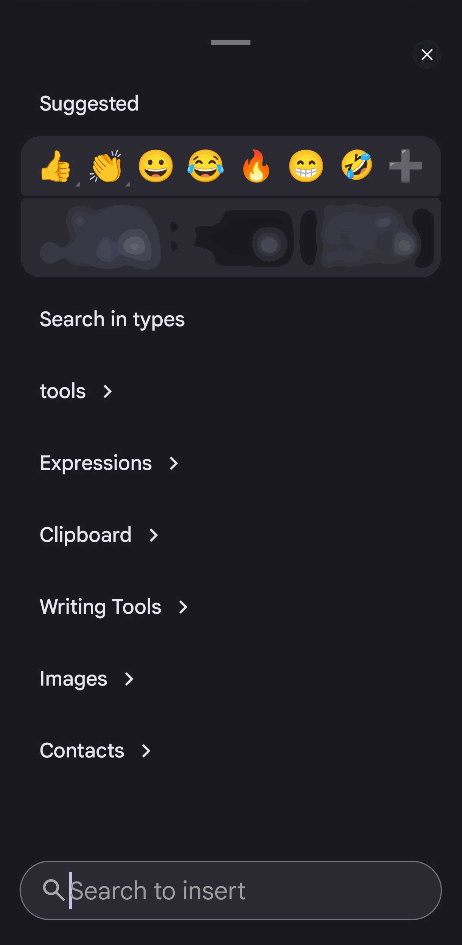 Suggested
👍 👏 😀 😂 🔥 😁 🤣 ➕
Search in types
tools
Expressions
Clipboard
Writing Tools
Images
Contacts
Search to insert